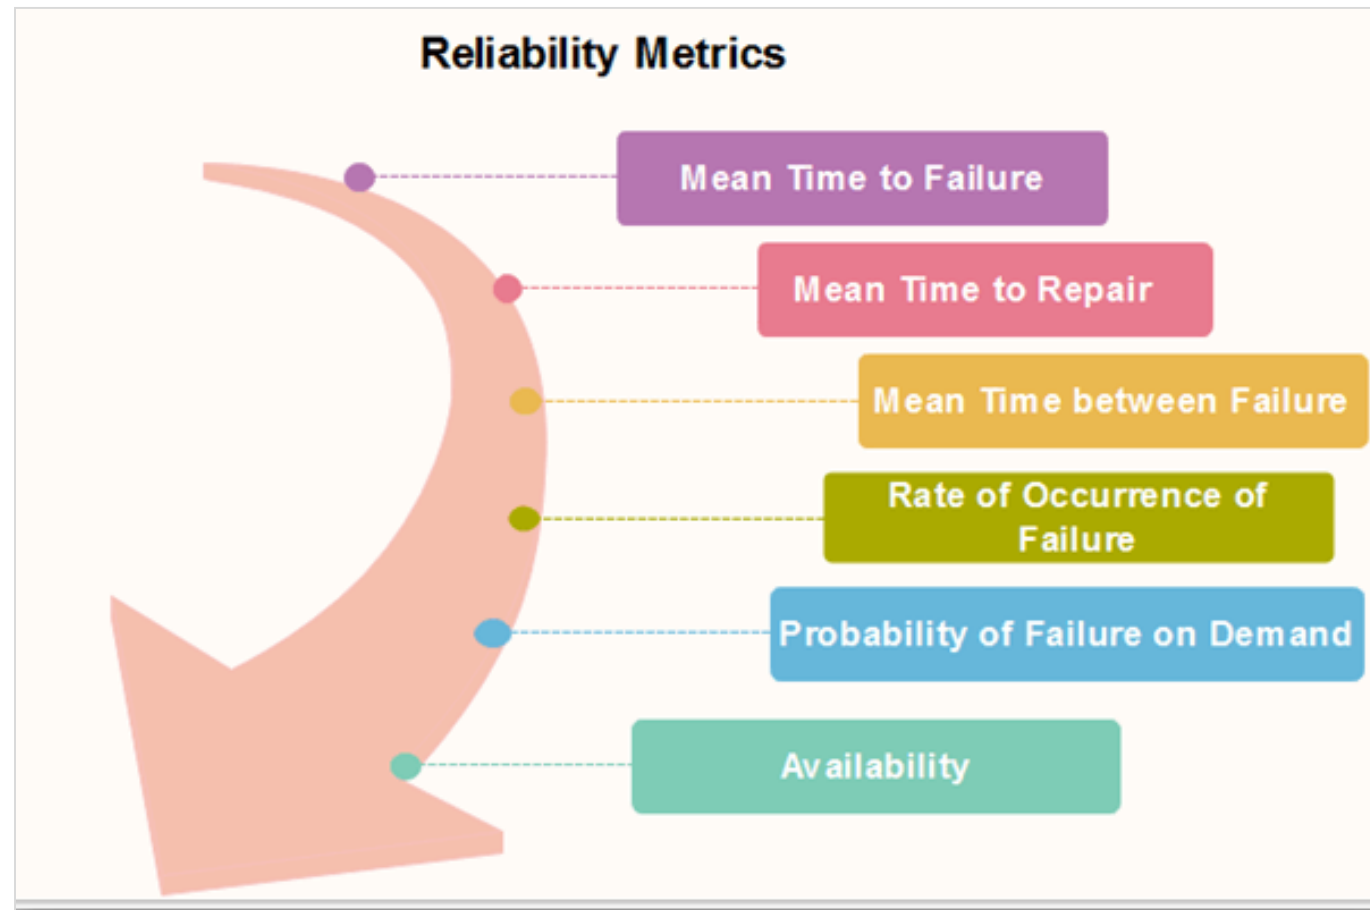 Reliability Metrics
Mean Time to Failure
Mean Time to Repair
Mean Time between Failure
Rate of Occurrence of
Failure
Probability of Failure on Demand
Availability